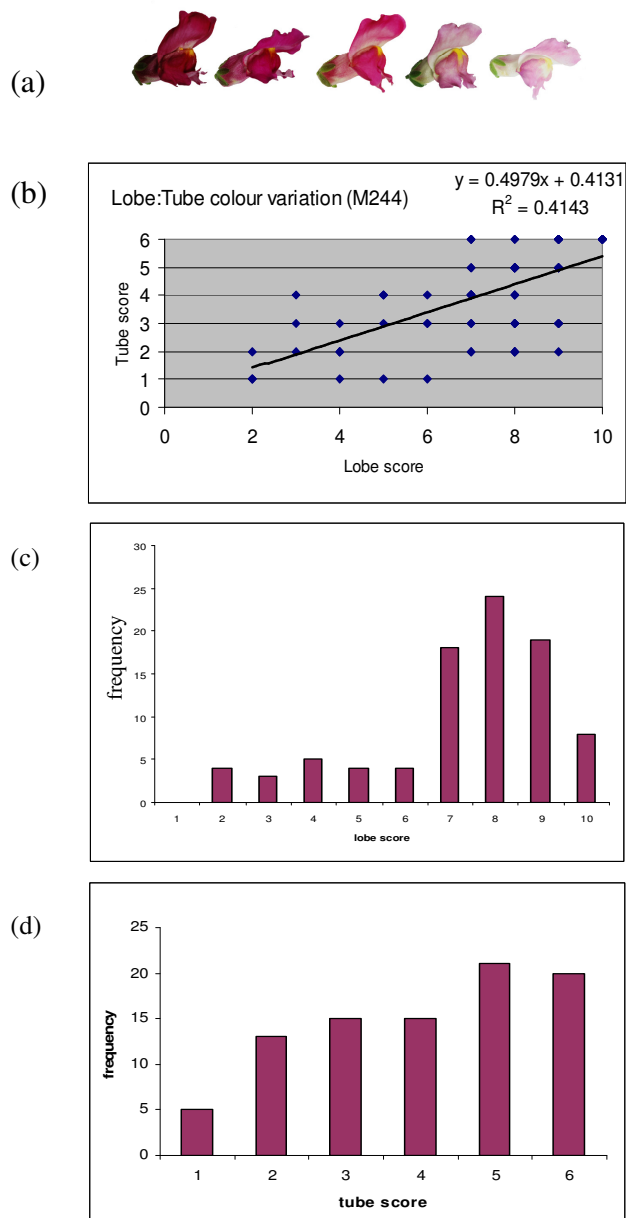 (a)
(b)
Lobe:Tube colour variation (M244)
y = 0.4979x + 0.4131
R² = 0.4143
Tube score
6
5
4
3
2
1
0
0 2 4 6 8 10
Lobe score
(c)
frequency
30
25
20
15
10
5
0
1 2 3 4 5 6 7 8 9 10
lobe score
(d)
frequency
25
20
15
10
5
0
1 2 3 4 5 6
tube score